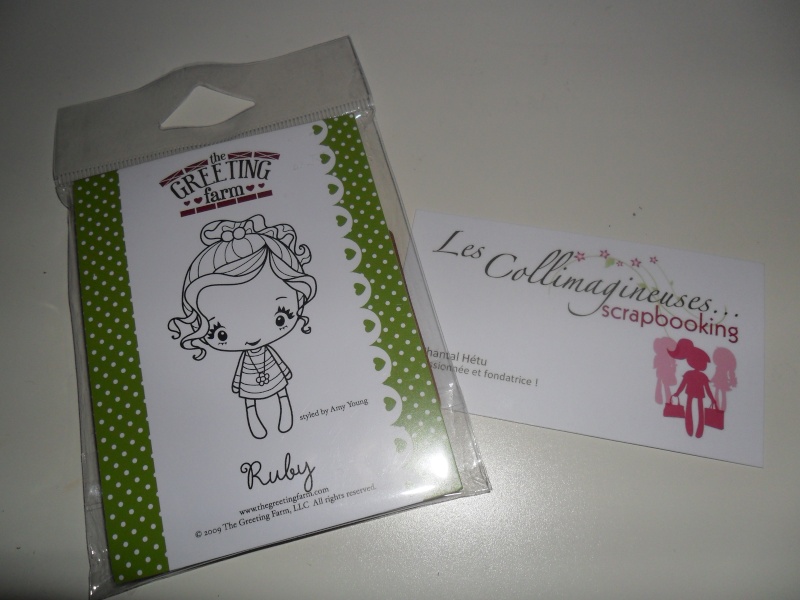 the
GREETING
farm
styled by Amy Young
Ruby
www.thegreetingfarm.com
© 2009 The Greeting Farm, LLC. All rights reserved.
Les Collimagineuses...
scrapbooking
Hétu
et fondatrice !